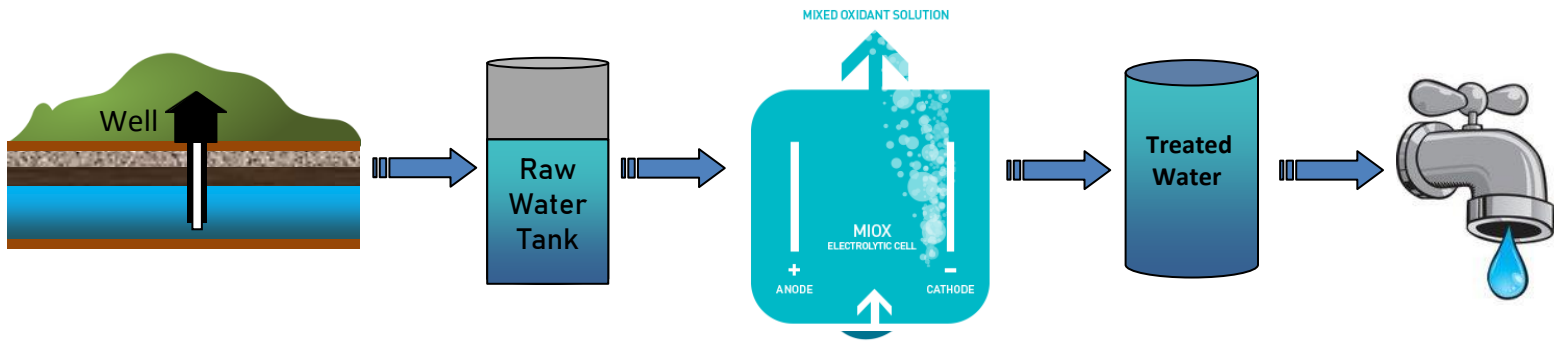 MIXED OXIDANT SOLUTION
Well
Raw
Water
Tank
MIOX
ELECTROLYTIC CELL
+
-
ANODE
CATHODE
Treated
Water